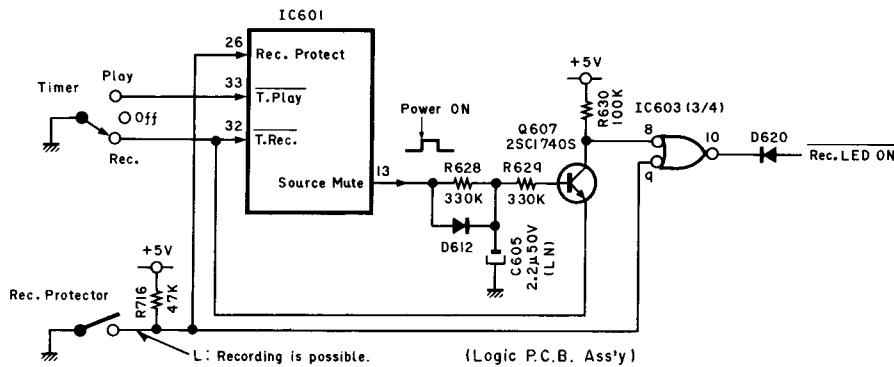 IC601
26 Rec. Protect
Timer Play
33 T.Play
Off
32 T.Rec.
Rec.
Source Mute 13
Power ON
R628
330K
R629
330K
D612
C605
2.2µ50V
(LN)
Q607
2SC1740S
+5V
R630
100K
IC603 (3/4)
8
9
10
D620
Rec.LED ON
+5V
R716
47K
Rec. Protector
L: Recording is possible.
(Logic P.C.B. Ass'y)